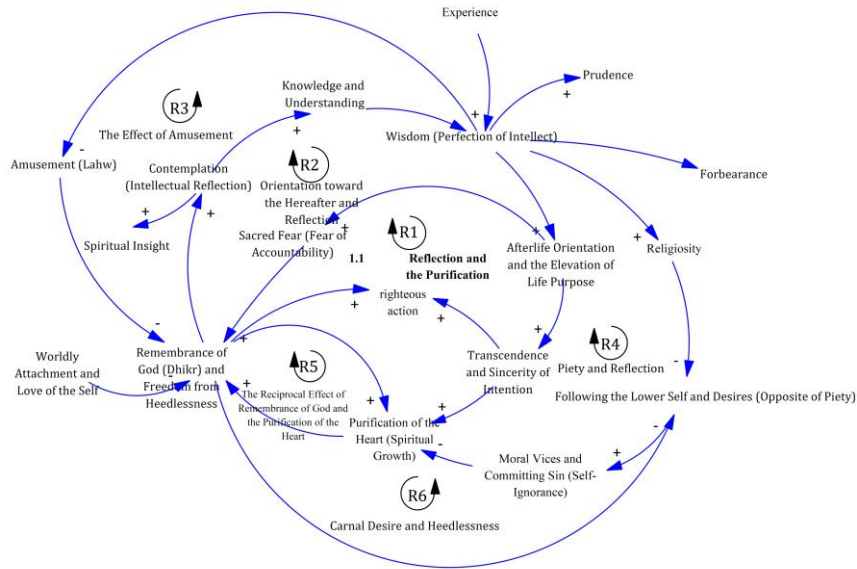 Experience
Prudence
+
Knowledge and
Understanding
+
+
Wisdom (Perfection of Intellect)
R3
The Effect of Amusement
-
Amusement (Lahw)
Forbearance
Contemplation
(Intellectual Reflection)
+
+
Spiritual Insight
R2
Orientation toward
the Hereafter and
Reflection
Sacred Fear (Fear of
Accountability)
+
R1
1.1
Reflection and
the Purification
+
Afterlife Orientation
and the Elevation of
Life Purpose
+
Religiosity
righteous
action
+
+
-
Remembrance of
God (Dhikr) and
Freedom from
Heedlessness
+
-
+
Worldly
Attachment and
Love of the Self
R5
The Reciprocal Effect of
Remembrance of God and
the Purification of the
Heart
+
Transcendence
and Sincerity of
Intention
R4
Piety and Reflection
-
Following the Lower Self and Desires (Opposite of Piety)
+
+
Purification of the
Heart (Spiritual
Growth)
-
Moral Vices and
Committing Sin (Self-
Ignorance)
+
-
R6
Carnal Desire and Heedlessness